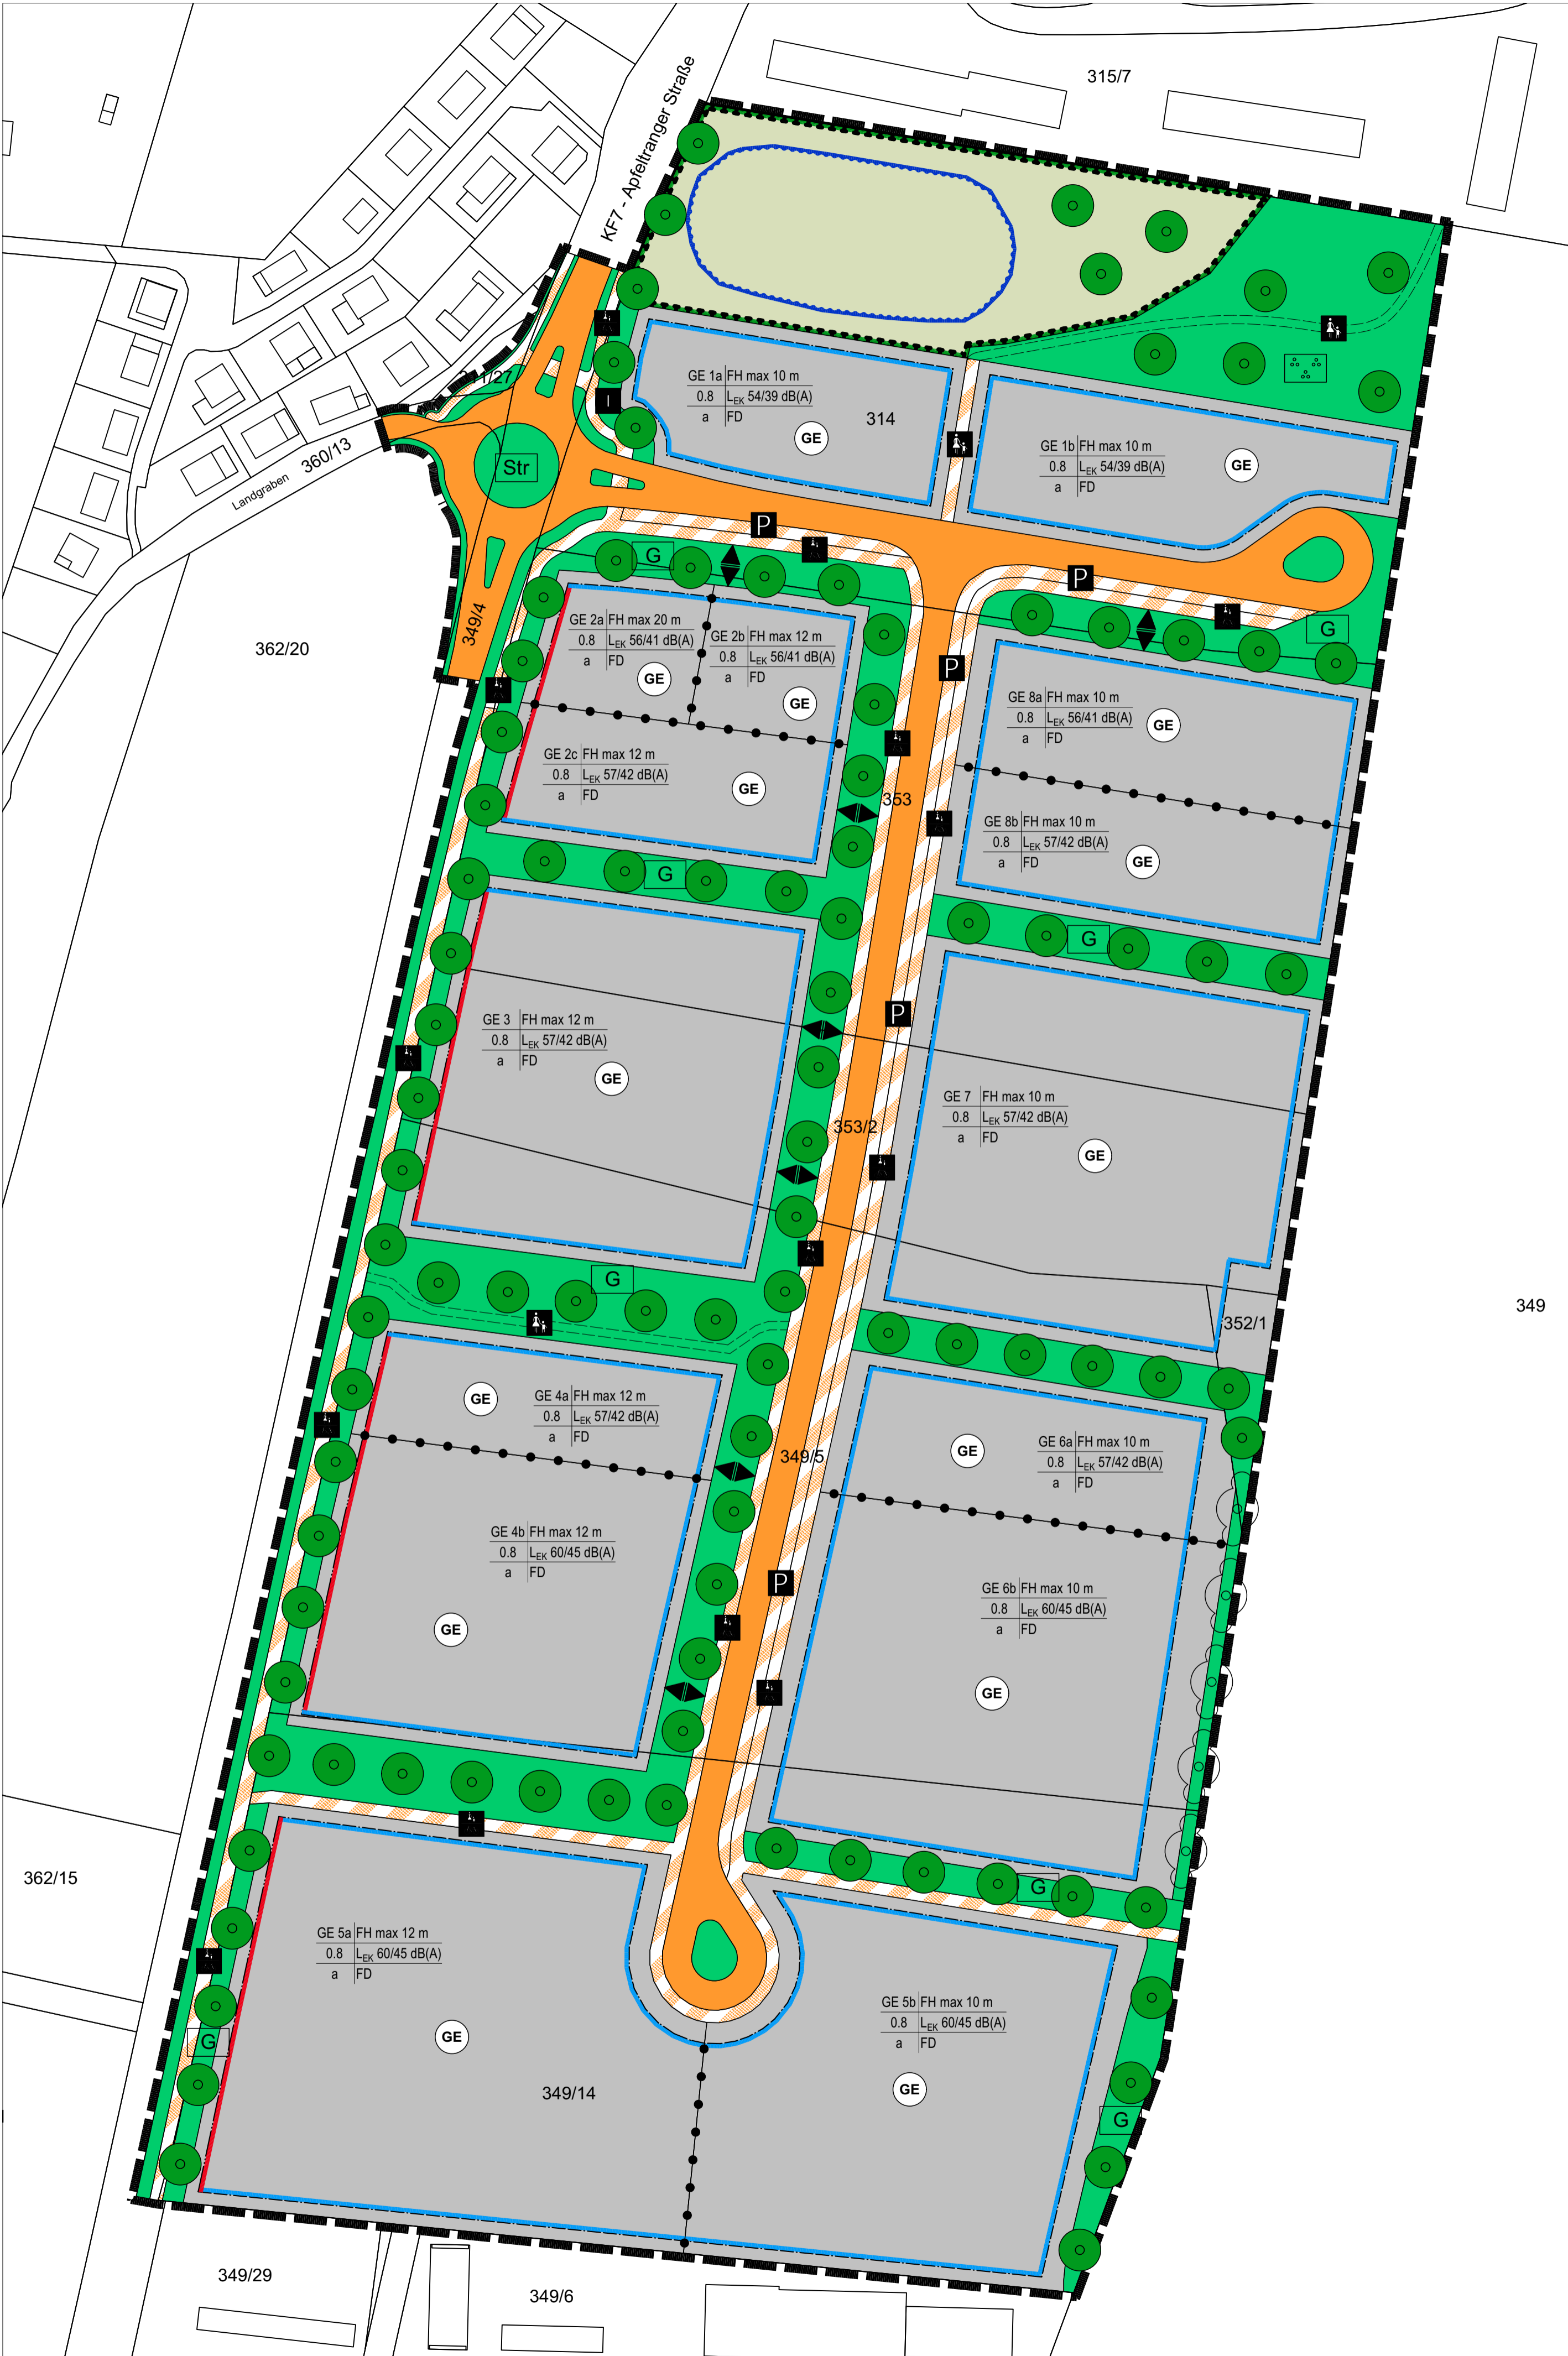 315/7
KF7 - Apfeltranger Straße
GE 1a FH max 10 m
0.8 LEK 54/39 dB(A)
a FD
314
GE
I
GE 1b FH max 10 m
0.8 LEK 54/39 dB(A)
a FD
GE
Str
360/13
Landgraben
P
G
P
G
349/4
362/20
GE 2a FH max 20 m
0.8 LEK 56/41 dB(A)
a FD
GE
GE 2b FH max 12 m
0.8 LEK 56/41 dB(A)
a FD
GE
P
GE 8a FH max 10 m
0.8 LEK 56/41 dB(A)
a FD
GE
GE 2c FH max 12 m
0.8 LEK 57/42 dB(A)
a FD
GE
353
GE 8b FH max 10 m
0.8 LEK 57/42 dB(A)
a FD
GE
G
G
GE 3 FH max 12 m
0.8 LEK 57/42 dB(A)
a FD
GE
P
GE 7 FH max 10 m
0.8 LEK 57/42 dB(A)
a FD
GE
353/2
G
349
352/1
GE
GE 4a FH max 12 m
0.8 LEK 57/42 dB(A)
a FD
349/5
GE
GE 6a FH max 10 m
0.8 LEK 57/42 dB(A)
a FD
GE 4b FH max 12 m
0.8 LEK 60/45 dB(A)
a FD
GE
P
GE 6b FH max 10 m
0.8 LEK 60/45 dB(A)
a FD
GE
362/15
G
GE 5a FH max 12 m
0.8 LEK 60/45 dB(A)
a FD
GE
G
GE 5b FH max 10 m
0.8 LEK 60/45 dB(A)
a FD
GE
349/14
G
349/29
349/6